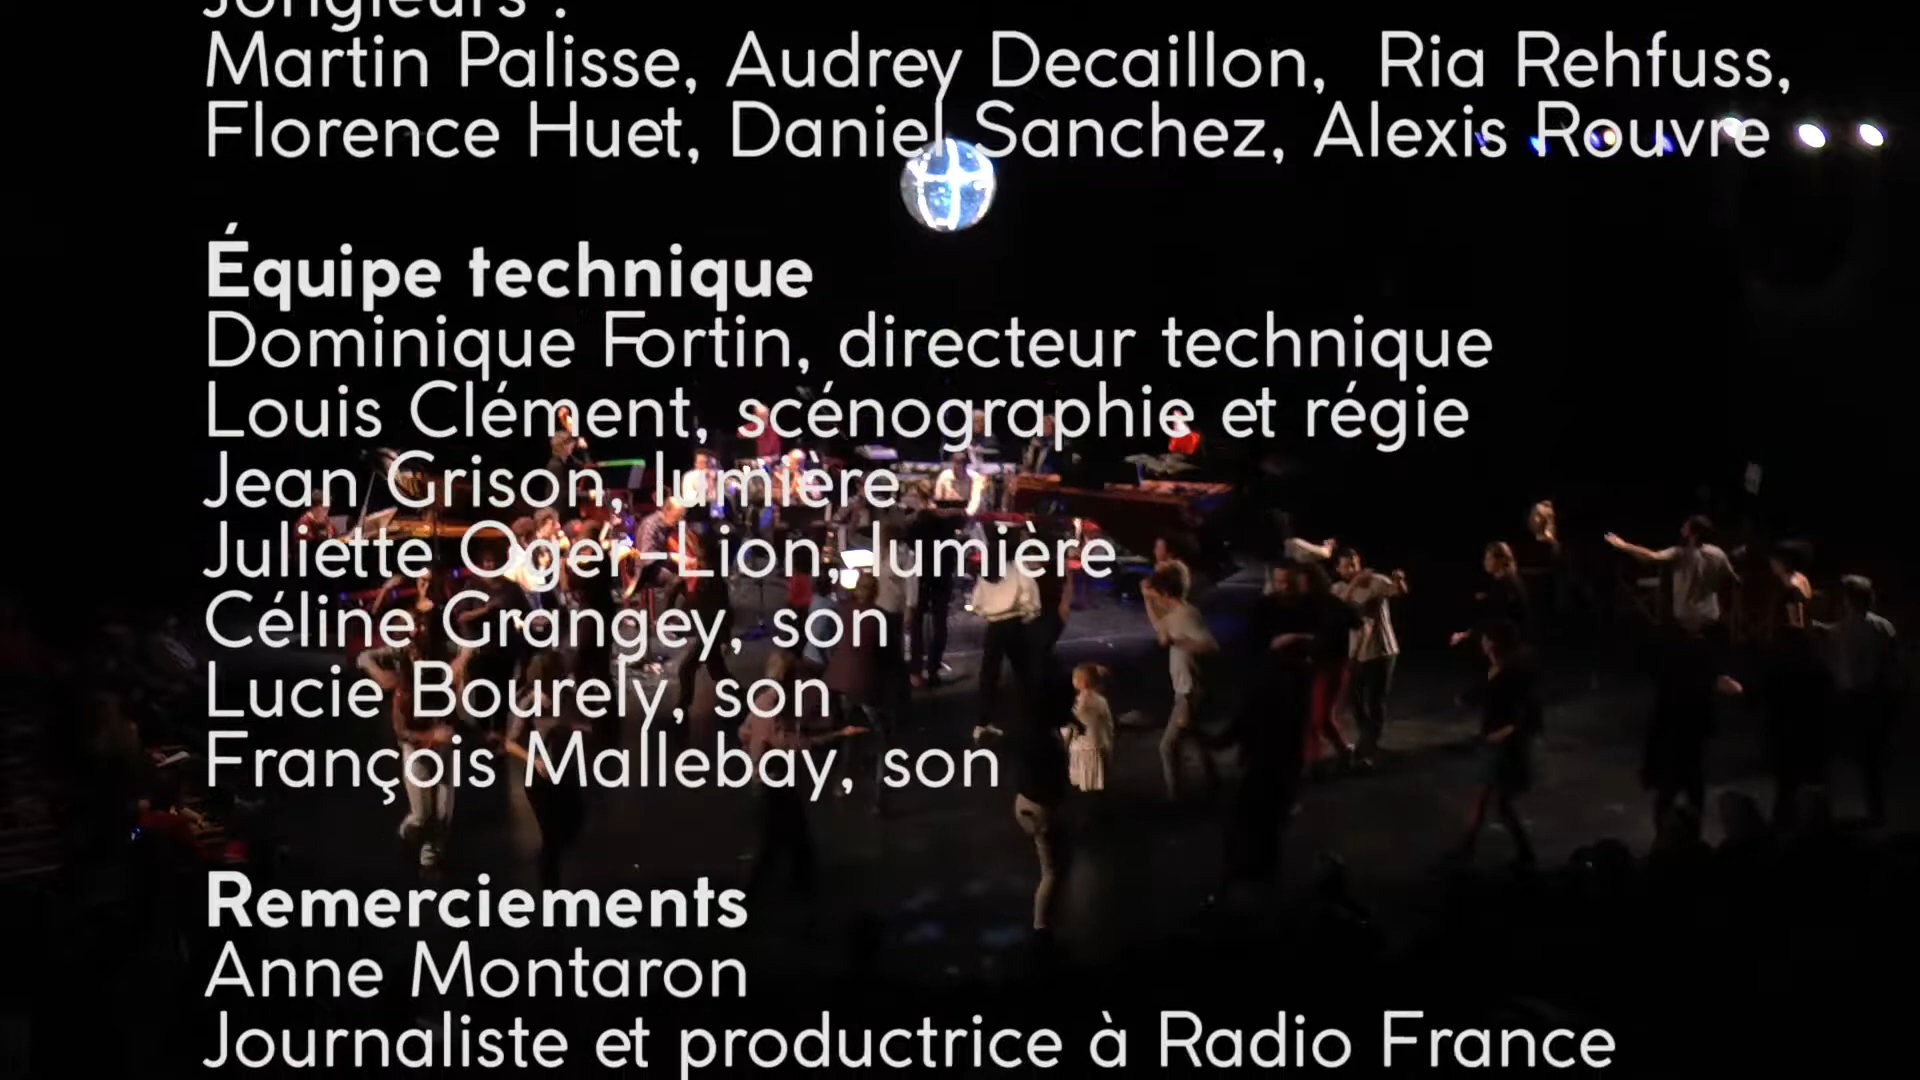 Jongleurs :
Martin Palisse, Audrey Decaillon, Ria Rehfuss,
Florence Huet, Daniel Sanchez, Alexis Rouvre
Équipe technique
Dominique Fortin, directeur technique
Louis Clément, scénographie et régie
Jean Grison, lumière
Juliette Oger-Lion, lumière
Céline Grangey, son
Lucie Bourely, son
François Mallebay, son
Remerciements
Anne Montaron
Journaliste et productrice à Radio France